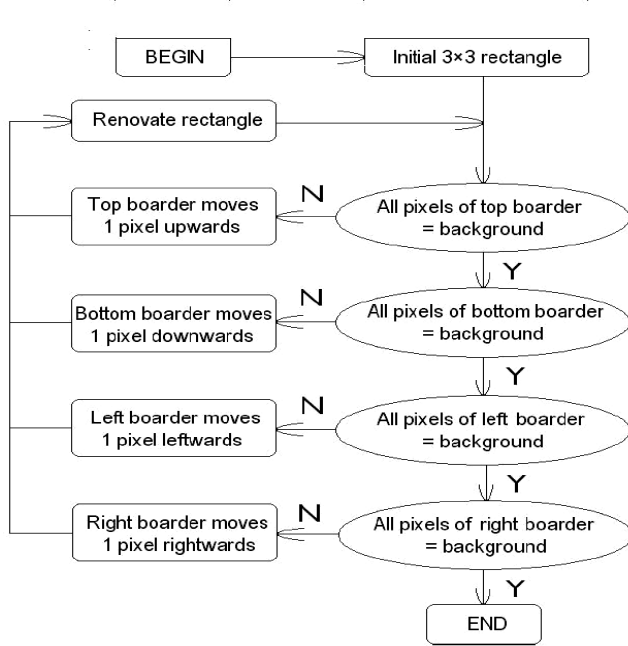 BEGIN
Initial 3×3 rectangle
Renovate rectangle
Top boarder moves
1 pixel upwards
N
All pixels of top boarder
= background
Y
Bottom boarder moves
1 pixel downwards
N
All pixels of bottom boarder
= background
Y
Left boarder moves
1 pixel leftwards
N
All pixels of left boarder
= background
Y
Right boarder moves
1 pixel rightwards
N
All pixels of right boarder
= background
Y
END